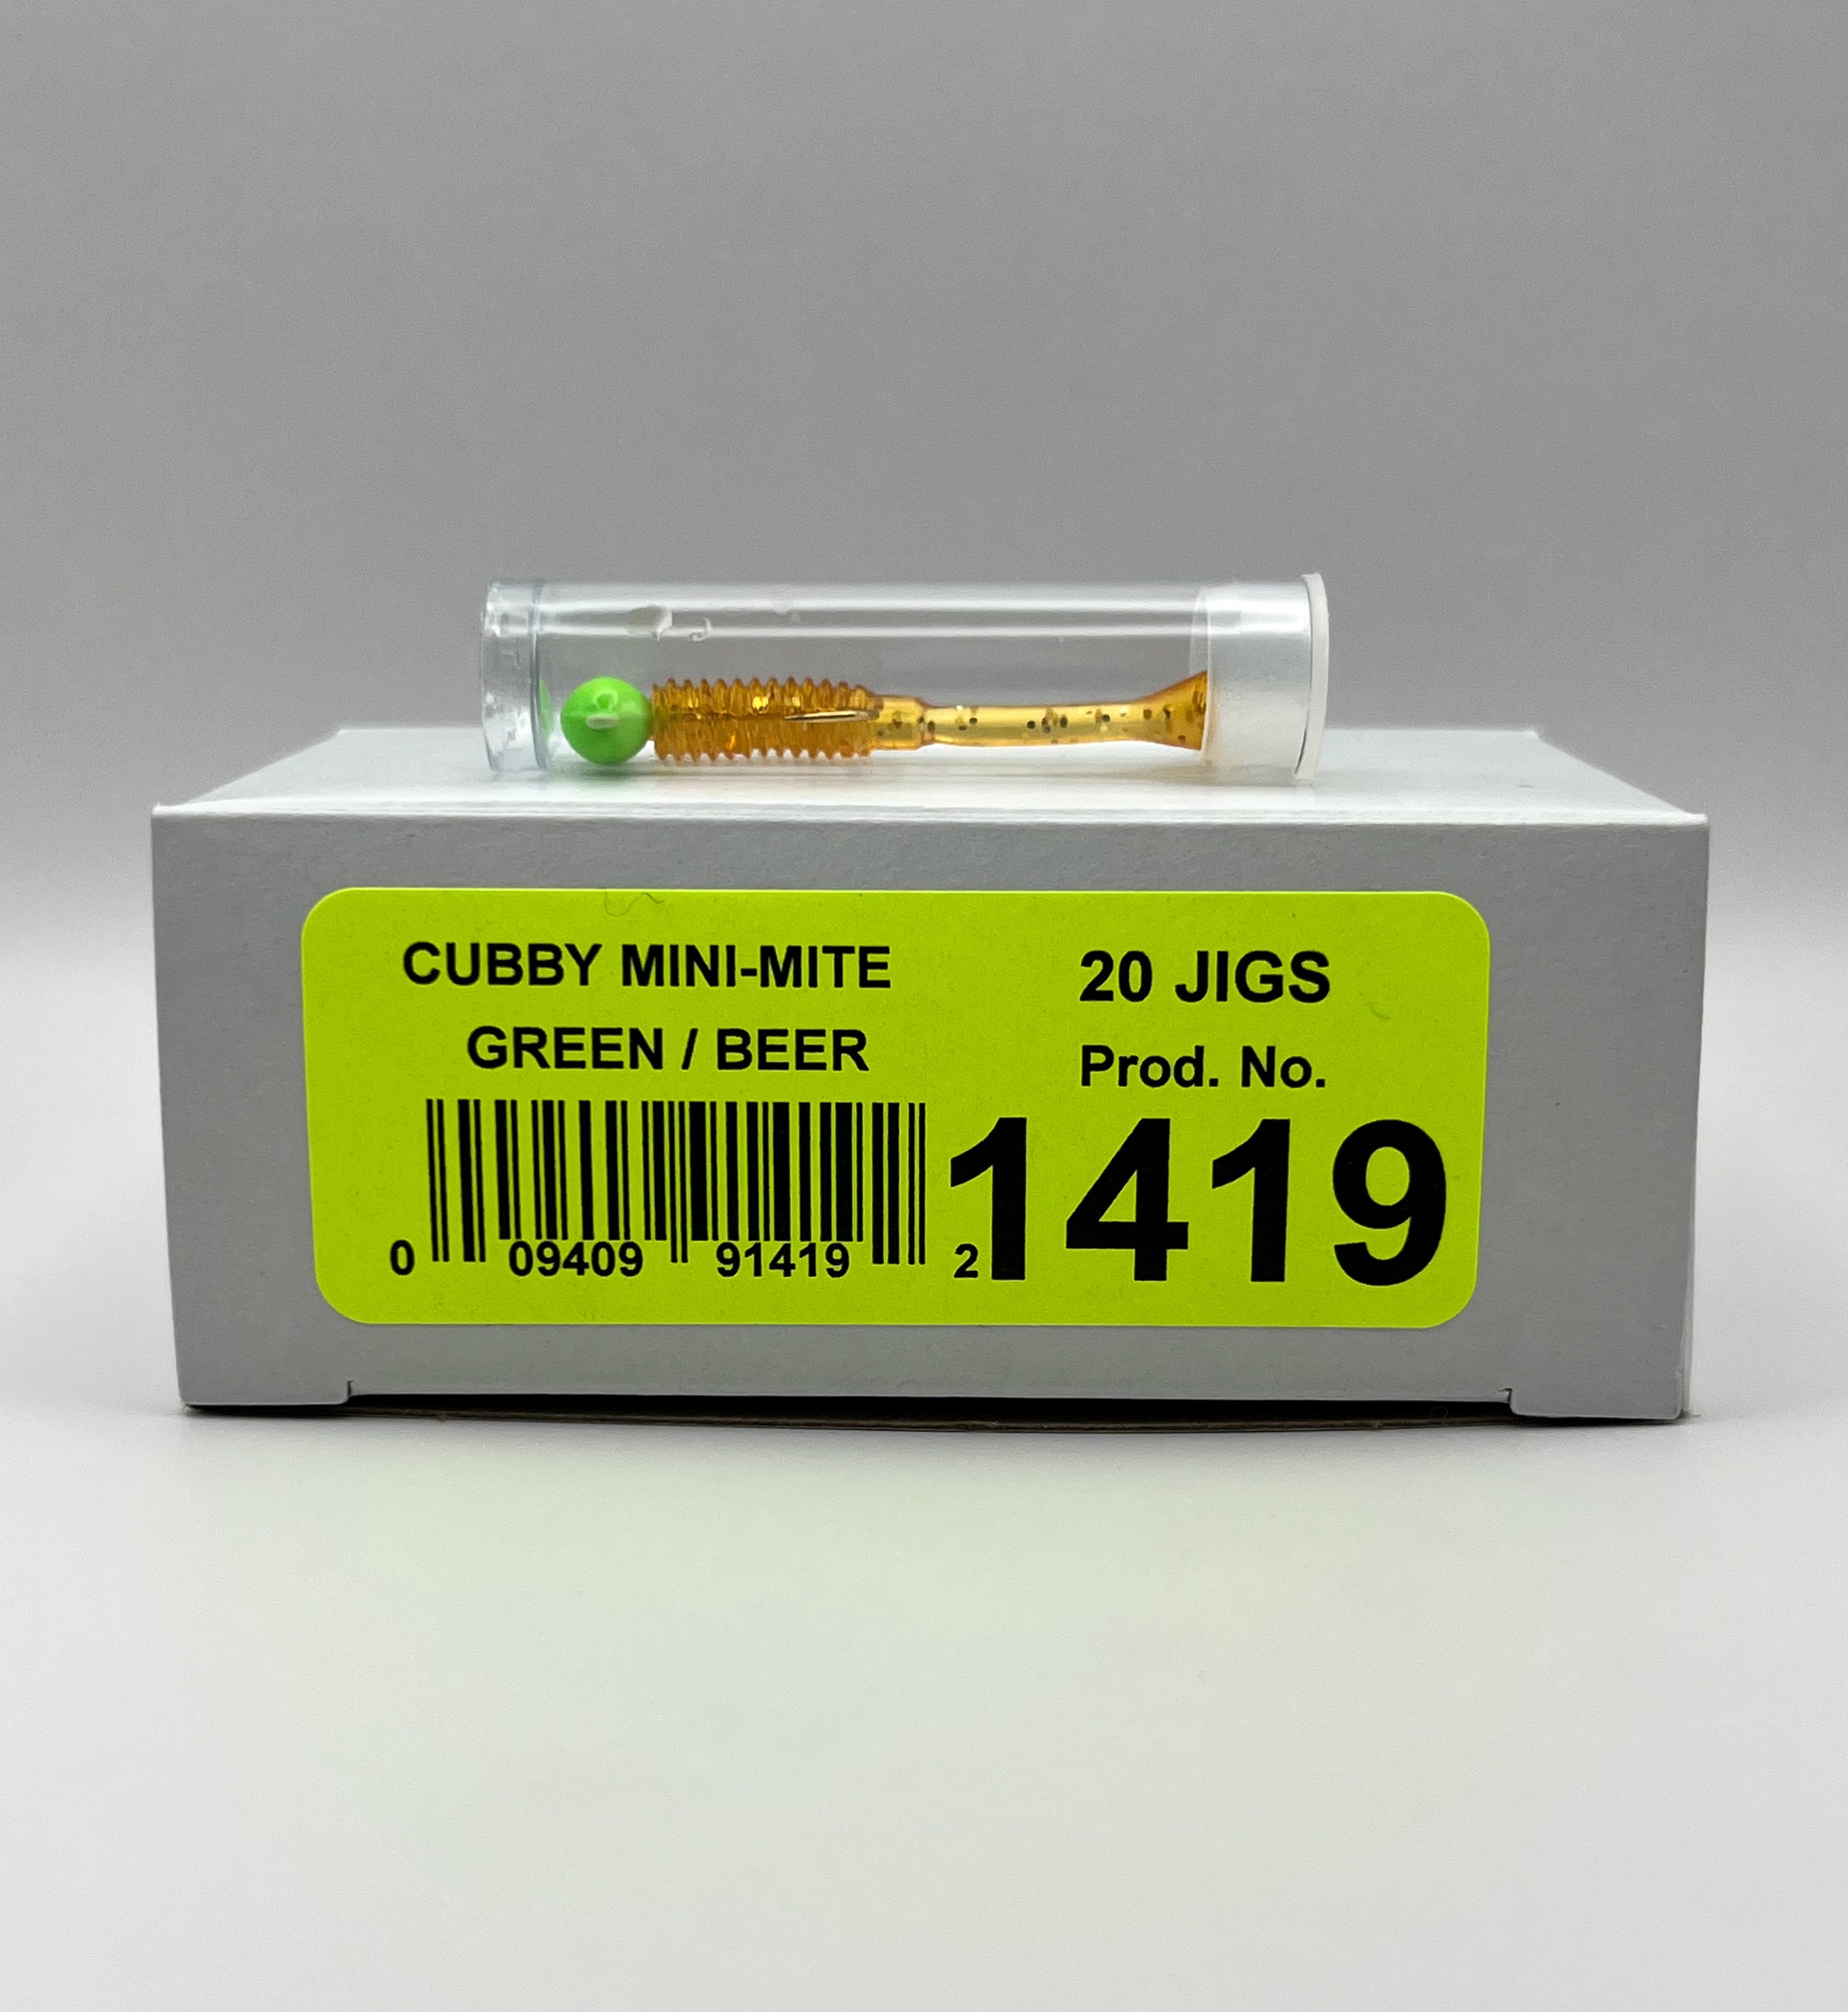 CUBBY MINI-MITE
GREEN / BEER
0 09409 91419 2
20 JIGS
Prod. No.
1419